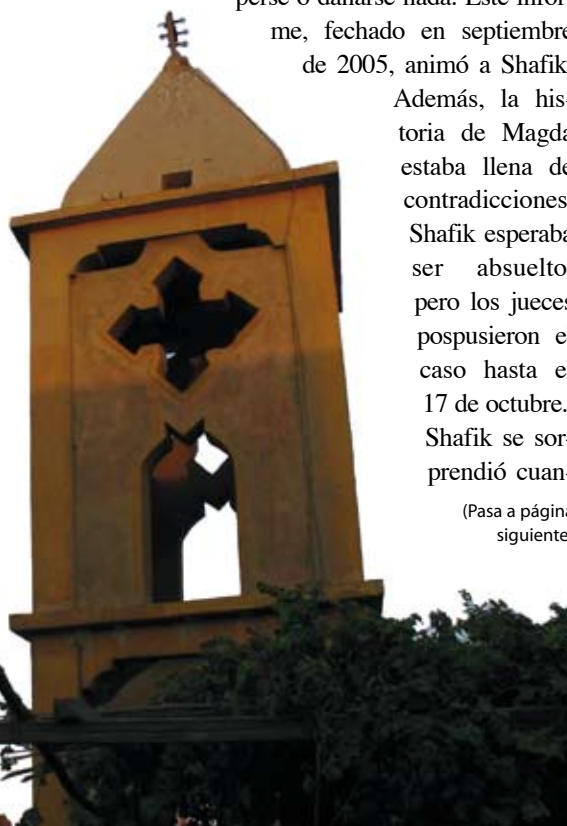 perse o dañarse nada. Este infor-
me, fechado en septiembre
de 2005, animó a Shafik
Además, la his-
toria de Magda
estaba llena de
contradicciones
Shafik esperaba
ser absuelto
pero los jueces
pospusieron e
caso hasta e
17 de octubre.
Shafik se sor-
prendió cuan-
(Pasa a página
siguiente